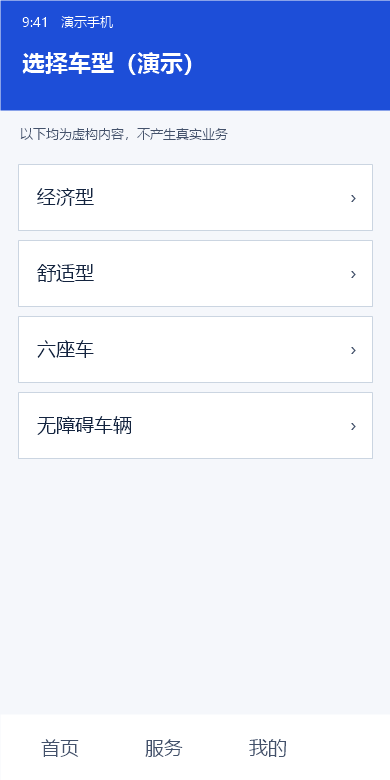 9:41 演示手机
选择车型（演示）
以下均为虚构内容，不产生真实业务
经济型 ›
舒适型 ›
六座车 ›
无障碍车辆 ›
首页 服务 我的